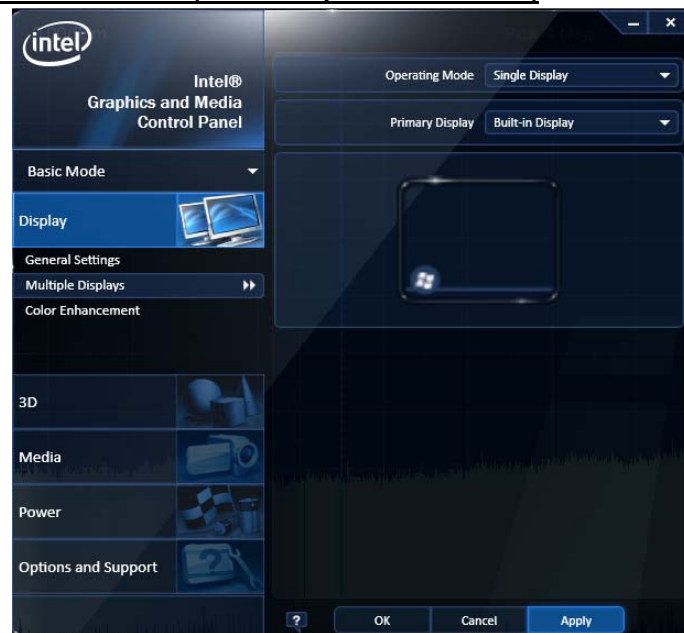 intel
Intel®
Graphics and Media
Control Panel
Basic Mode
Display
General Settings
Multiple Displays
Color Enhancement
3D
Media
Power
Options and Support
Operating Mode Single Display
Primary Display Built-in Display
?
OK Cancel Apply